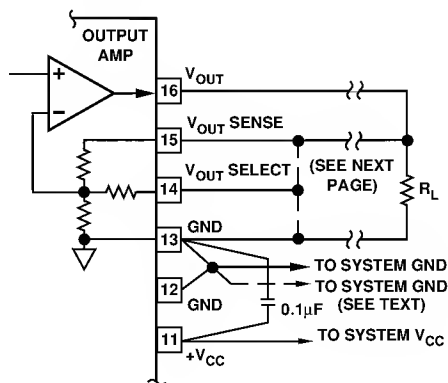 OUTPUT
AMP
+
−
16
VOUT
15
VOUT SENSE
14
VOUT SELECT
(SEE NEXT
PAGE)
RL
13
GND
TO SYSTEM GND
TO SYSTEM GND
(SEE TEXT)
12
GND
0.1µF
11
+VCC
TO SYSTEM VCC